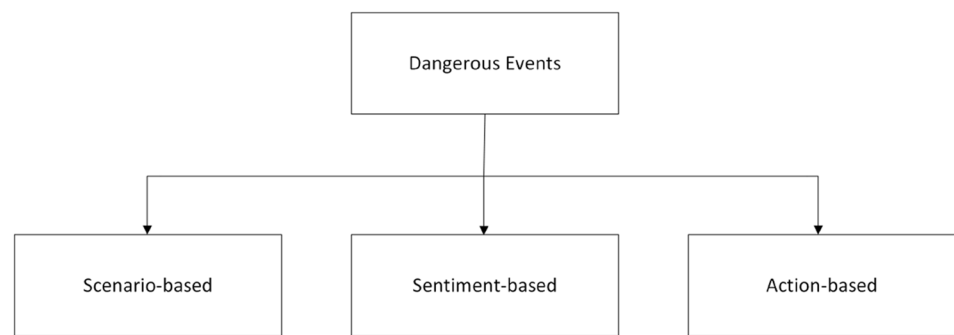 Dangerous Events
Scenario-based
Sentiment-based
Action-based